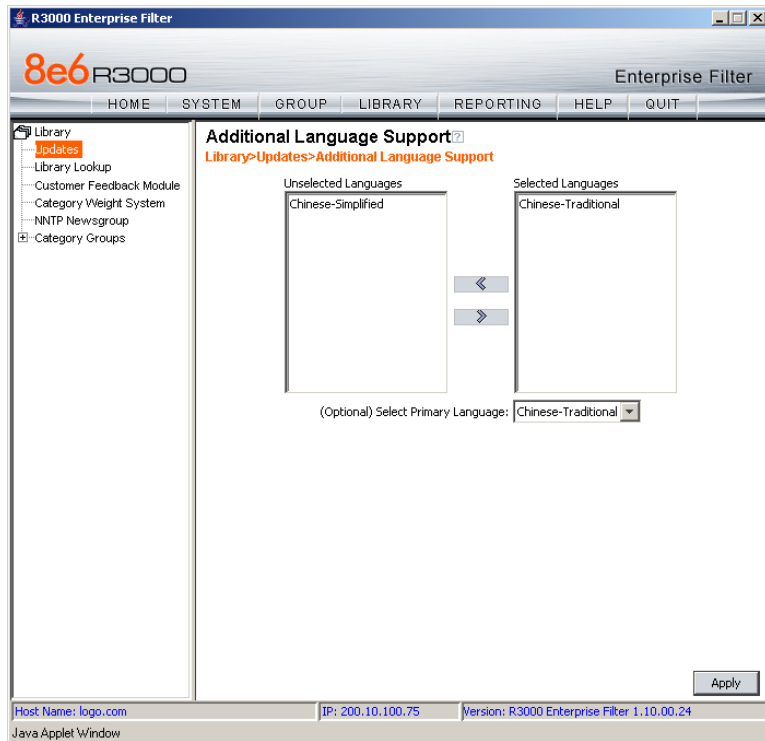 R3000 Enterprise Filter
8e6 R3000
Enterprise Filter
HOME SYSTEM GROUP LIBRARY REPORTING HELP QUIT
Library
Updates
Library Lookup
Customer Feedback Module
Category Weight System
NNTP Newsgroup
Category Groups
Additional Language Support
Library>Updates>Additional Language Support
Unselected Languages Selected Languages
Chinese-Simplified Chinese-Traditional
(Optional) Select Primary Language: Chinese-Traditional
Apply
Host Name: logo.com IP: 200.10.100.75 Version: R3000 Enterprise Filter 1.10.00.24
Java Applet Window